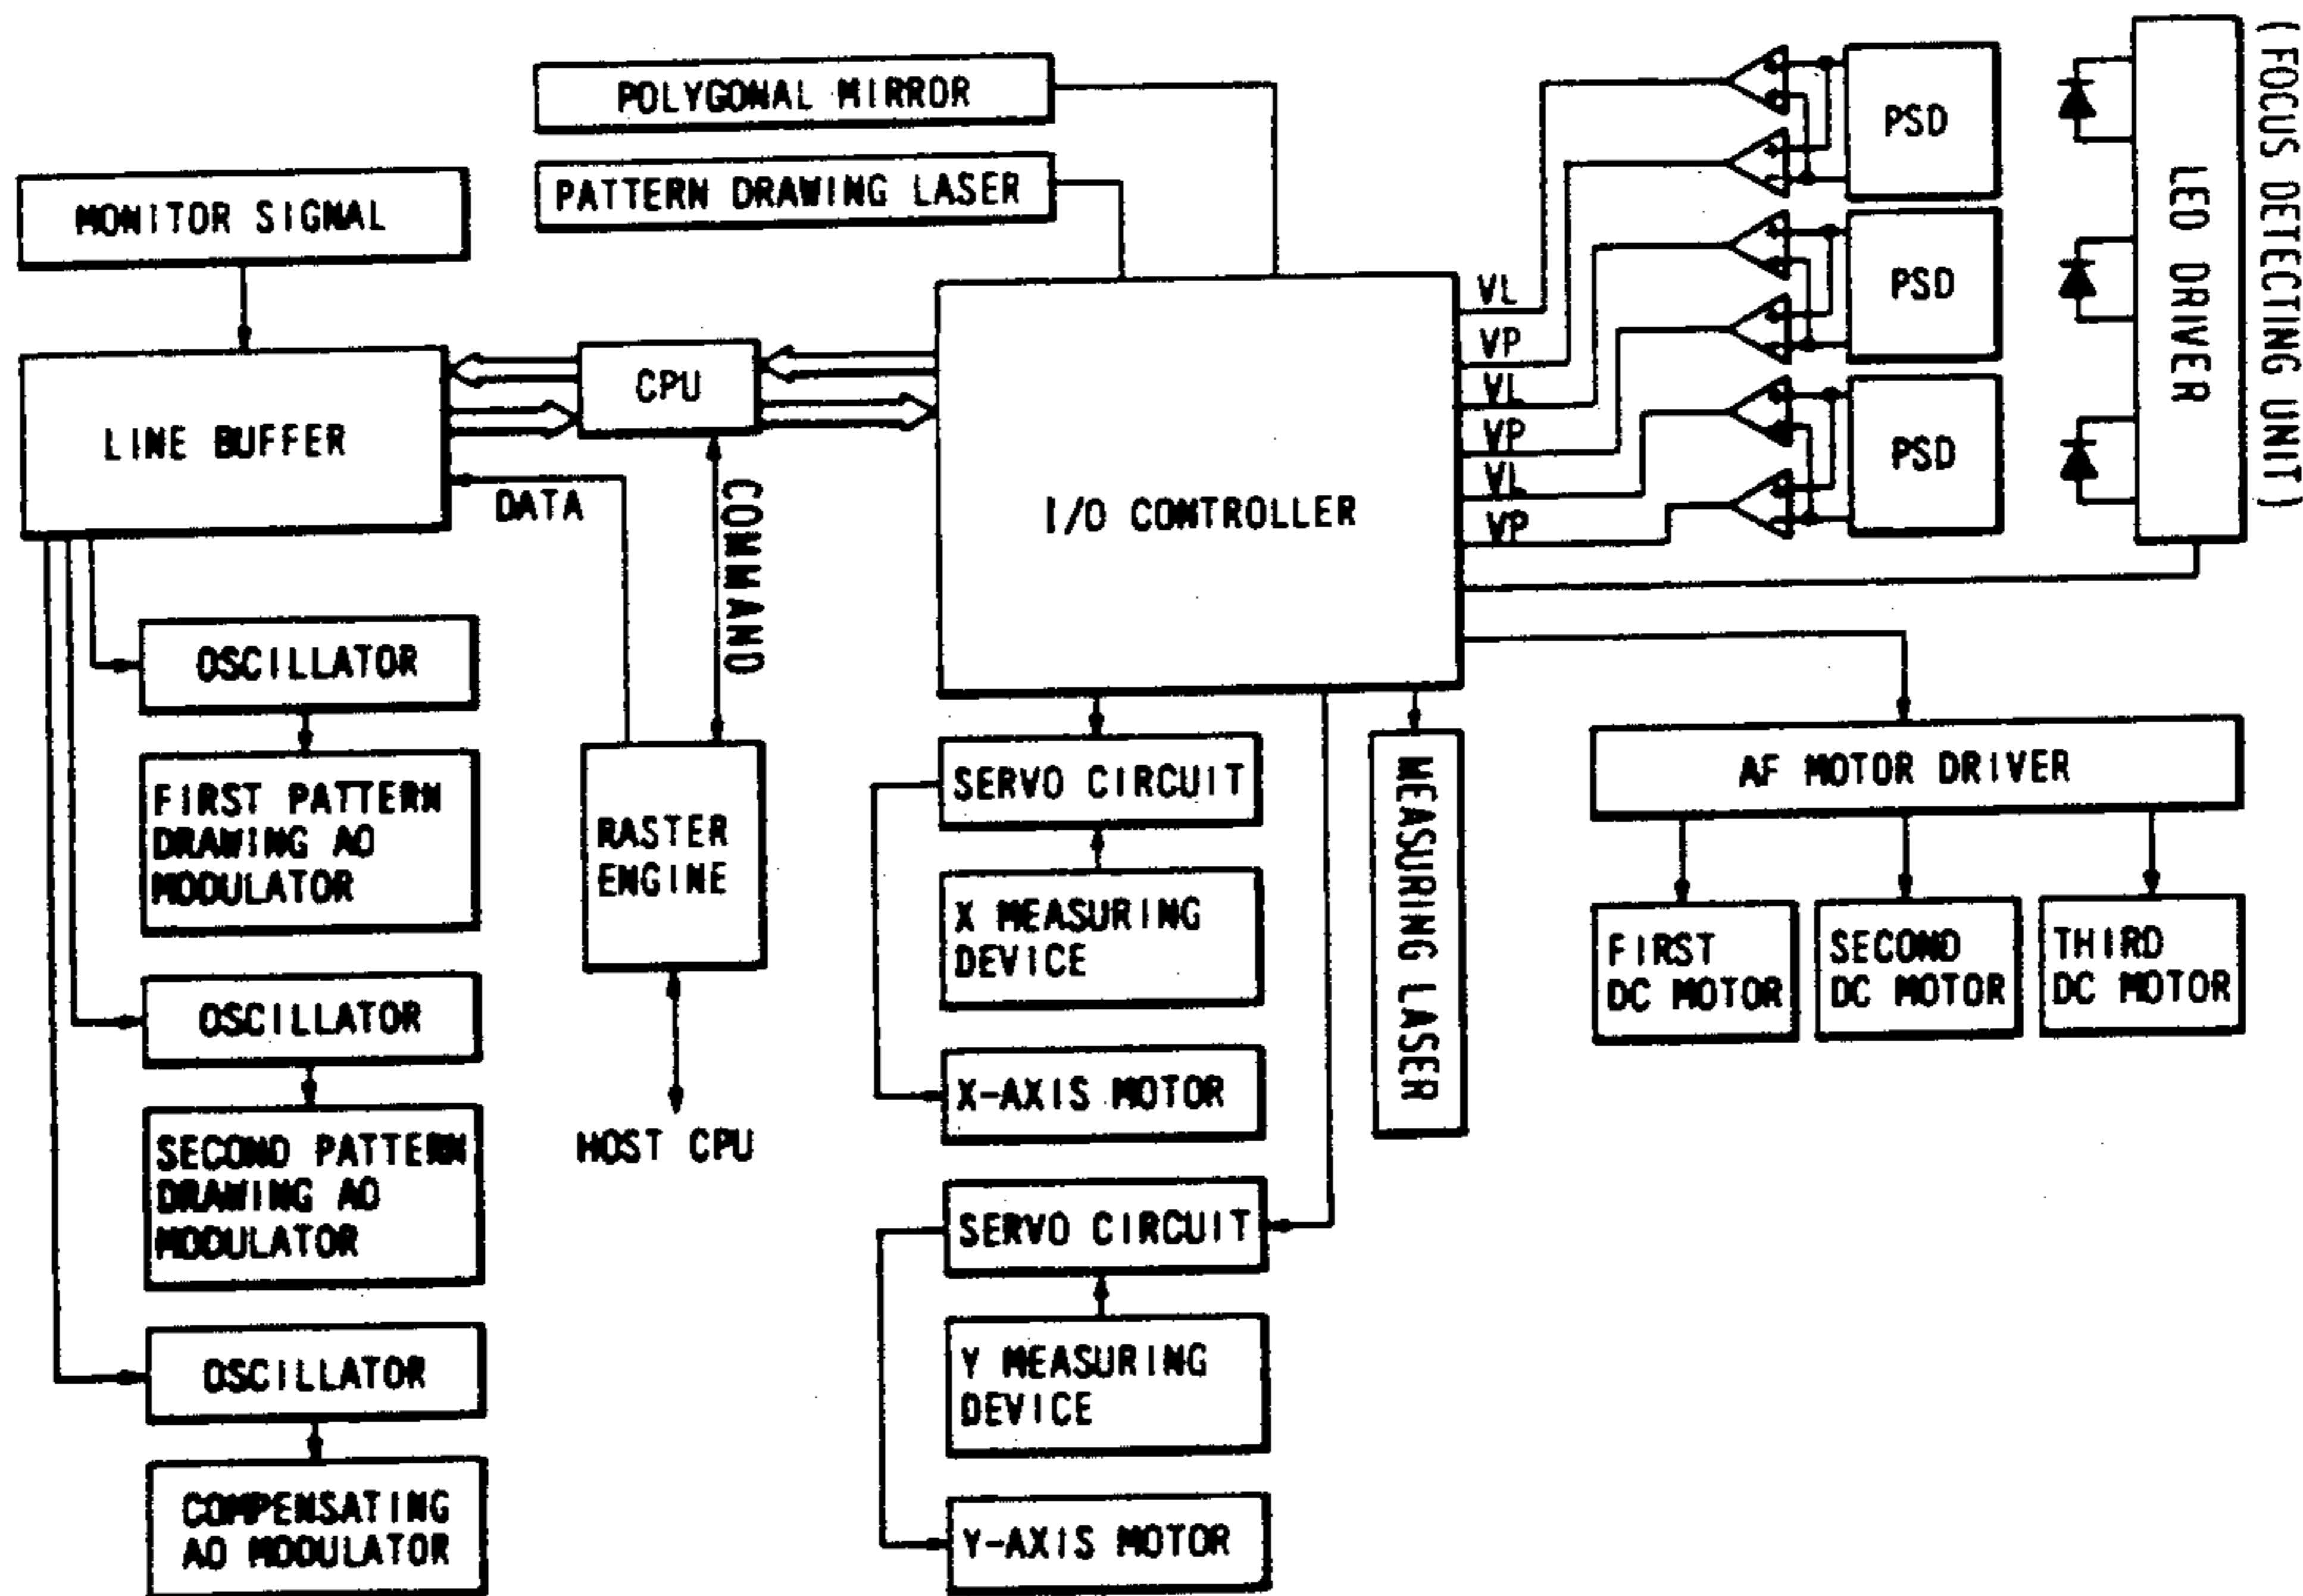 POLYGONAL MIRROR
PATTERN DRAWING LASER
MONITOR SIGNAL
LINE BUFFER
CPU
DATA
COMMAND
I/O CONTROLLER
VL
VP
VL
VP
VL
VP
PSD
PSD
PSD
LED DRIVER
(FOCUS DETECTING UNIT)
OSCILLATOR
FIRST PATTERN
DRAWING AO
MODULATOR
OSCILLATOR
SECOND PATTERN
DRAWING AO
MODULATOR
OSCILLATOR
COMPENSATING
AO MODULATOR
RASTER
ENGINE
HOST CPU
SERVO CIRCUIT
X MEASURING
DEVICE
X-AXIS MOTOR
SERVO CIRCUIT
Y MEASURING
DEVICE
Y-AXIS MOTOR
MEASURING LASER
AF MOTOR DRIVER
FIRST
DC MOTOR
SECOND
DC MOTOR
THIRD
DC MOTOR